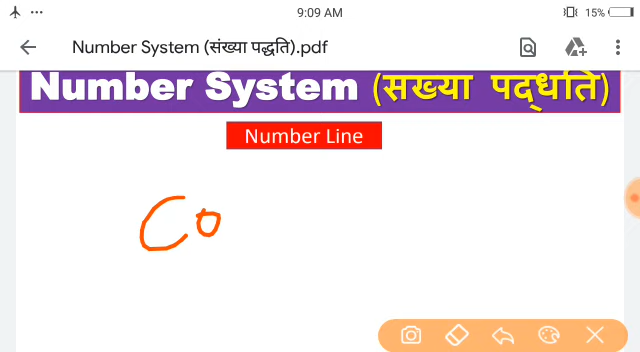 9:09 AM 15%
Number System (संख्या पद्धति).pdf
Number System (सख्या पद्धति)
Number Line
Co